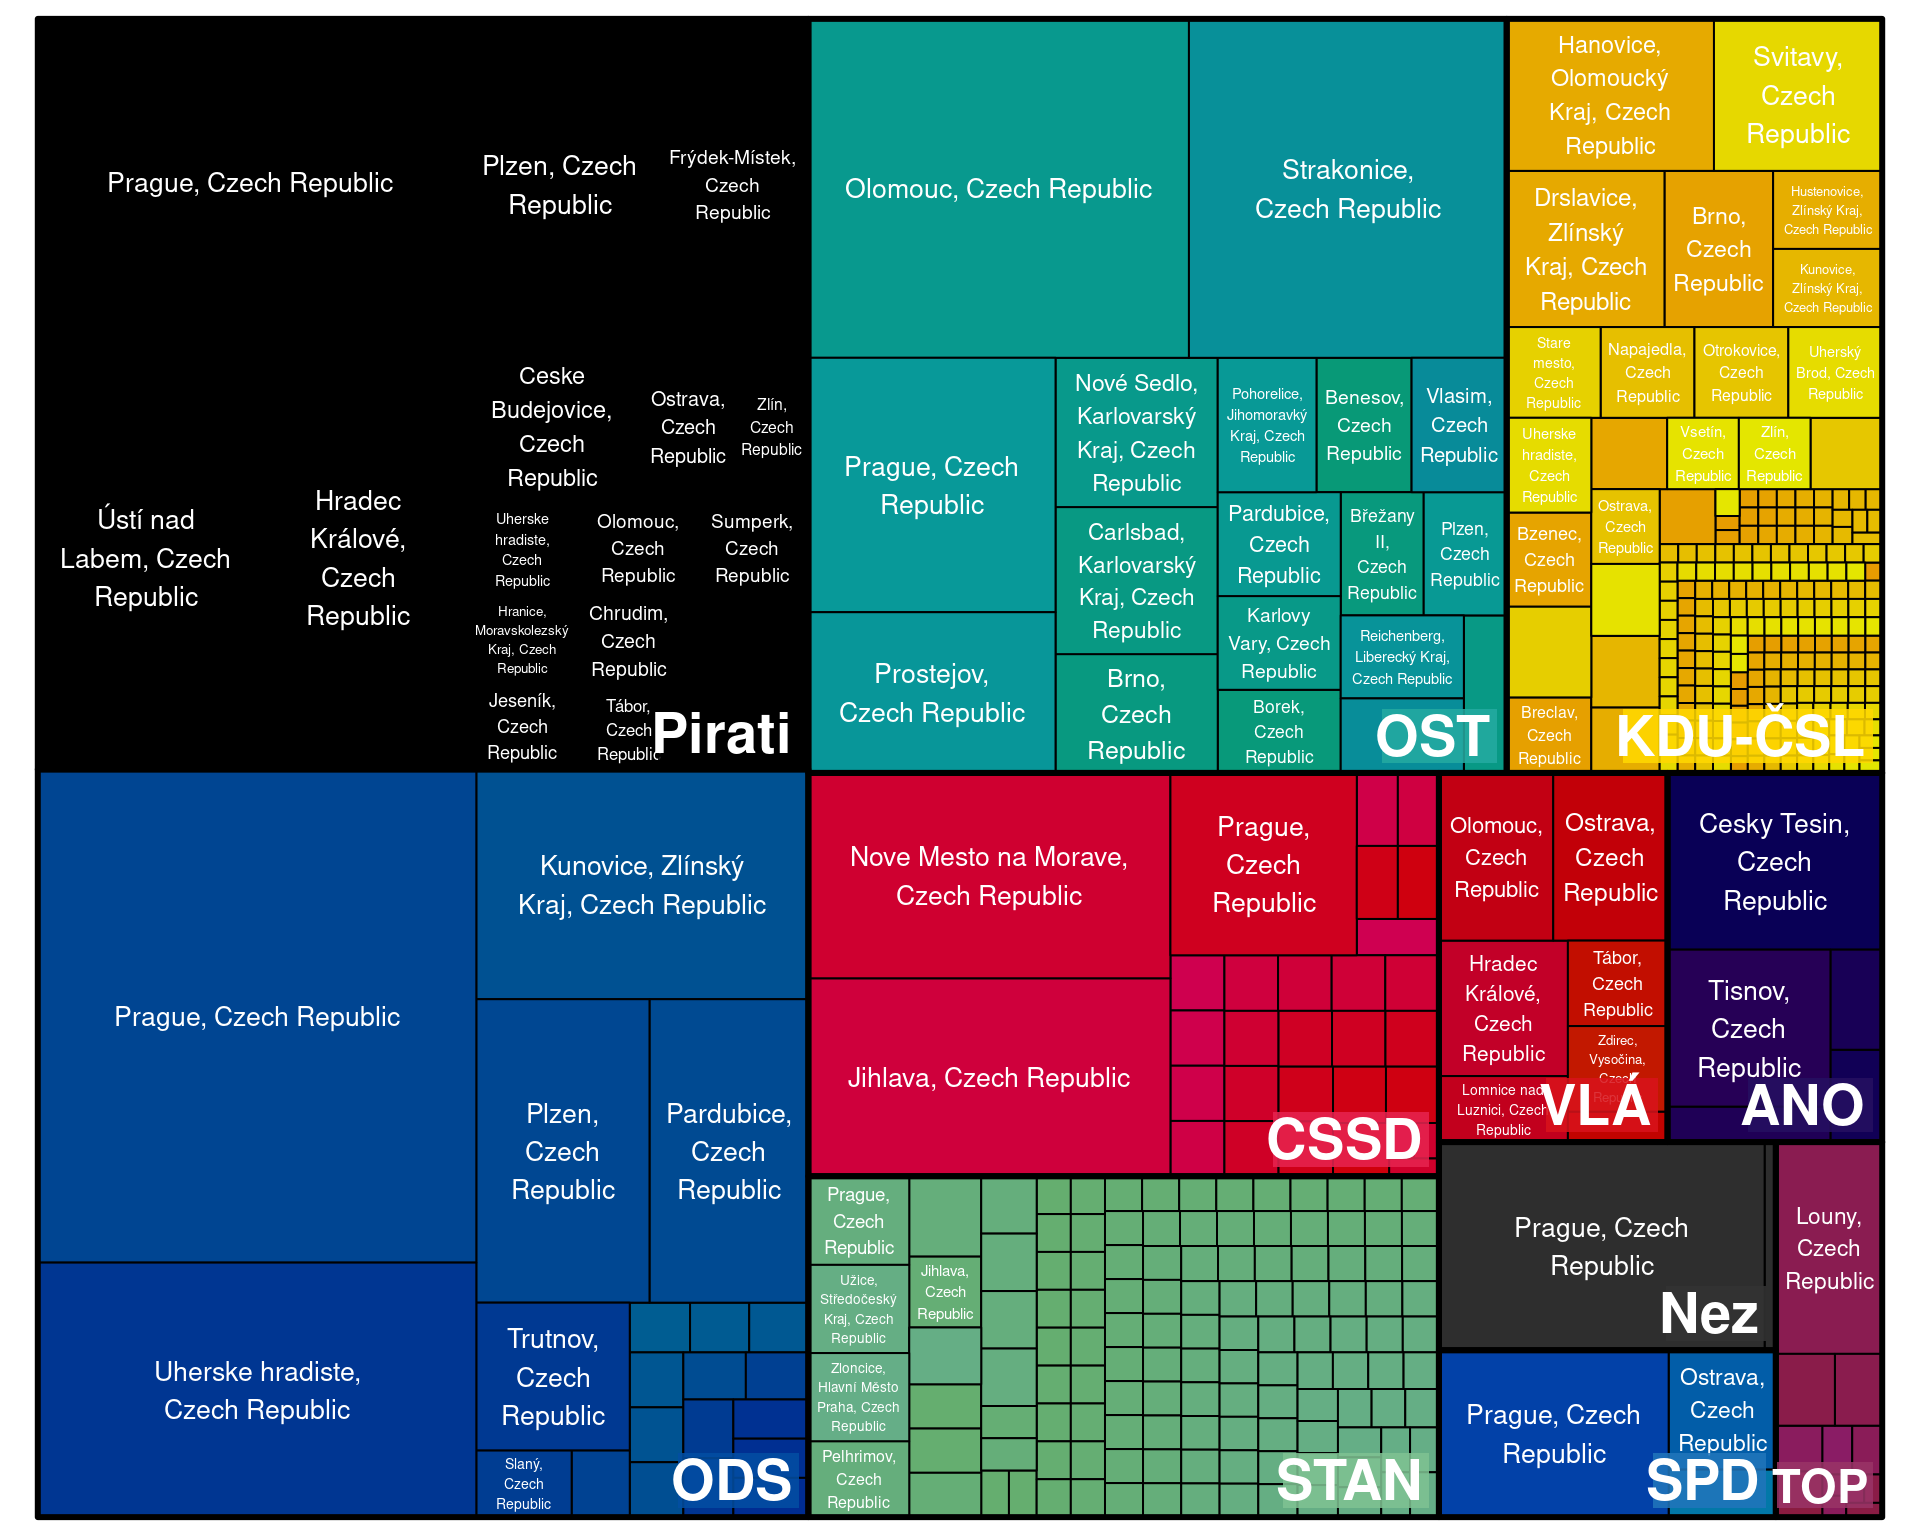 Prague, Czech Republic
Plzen, Czech
Republic
Frýdek-Místek,
Czech
Republic
Ústí nad
Labem, Czech
Republic
Hradec
Králové,
Czech
Republic
Ceske
Budejovice,
Czech
Republic
Ostrava,
Czech
Republic
Zlín,
Czech
Republic
Uherske
hradiste,
Czech
Republic
Olomouc,
Czech
Republic
Sumperk,
Czech
Republic
Hranice,
Moravskolezský
Kraj, Czech
Republic
Chrudim,
Czech
Republic
Jeseník,
Czech
Republic
Tábor,
Czech
Republic
Pirati
Olomouc, Czech Republic
Strakonice,
Czech Republic
Prague, Czech
Republic
Prostejov,
Czech Republic
Nové Sedlo,
Karlovarský
Kraj, Czech
Republic
Carlsbad,
Karlovarský
Kraj, Czech
Republic
Brno,
Czech
Republic
Pohorelice,
Jihomoravký
Kraj, Czech
Republic
Benesov,
Czech
Republic
Vlasim,
Czech
Republic
Pardubice,
Czech
Republic
Břežany
II,
Czech
Republic
Plzen,
Czech
Republic
Karlovy
Vary, Czech
Republic
Reichenberg,
Liberecký Kraj,
Czech Republic
Borek,
Czech
Republic
OST
Hanovice,
Olomoucký
Kraj, Czech
Republic
Svitavy,
Czech
Republic
Drslavice,
Zlínský
Kraj, Czech
Republic
Brno,
Czech
Republic
Hustenovice,
Zlínský Kraj,
Czech Republic
Kunovice,
Zlínský Kraj,
Czech Republic
Stare
mesto,
Czech
Republic
Napajedla,
Czech
Republic
Otrokovice,
Czech
Republic
Uherský
Brod, Czech
Republic
Uherske
hradiste,
Czech
Republic
Vsetín,
Czech
Republic
Zlín,
Czech
Republic
Ostrava,
Czech
Republic
Bzenec,
Czech
Republic
Breclav,
Czech
Republic
KDU-ČSL
Prague, Czech Republic
Uherske hradiste,
Czech Republic
Kunovice, Zlínský
Kraj, Czech Republic
Plzen,
Czech
Republic
Pardubice,
Czech
Republic
Trutnov,
Czech
Republic
Slaný,
Czech
Republic
ODS
Nove Mesto na Morave,
Czech Republic
Jihlava, Czech Republic
Prague,
Czech
Republic
CSSD
Prague,
Czech
Republic
Užice,
Středočeský
Kraj, Czech
Republic
Zloncice,
Hlavní Město
Praha, Czech
Republic
Pelhrimov,
Czech
Republic
Jihlava,
Czech
Republic
STAN
Olomouc,
Czech
Republic
Ostrava,
Czech
Republic
Hradec
Králové,
Czech
Republic
Tábor,
Czech
Republic
Zdirec,
Vysočina,
Czech
Lomnice nad
Luznici, Czech
Republic
VLÁ
Cesky Tesin,
Czech
Republic
Tisnov,
Czech
Republic
ANO
Prague, Czech
Republic
Nez
Prague, Czech
Republic
Ostrava,
Czech
Republic
SPD
Louny,
Czech
Republic
TOP